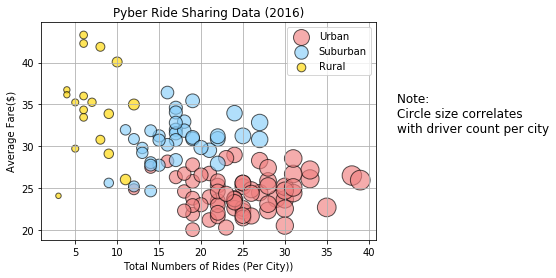 Pyber Ride Sharing Data (2016)
Urban
Suburban
Rural
Average Fare($)
40
35
30
25
20
5
10
15
20
25
30
35
40
Total Numbers of Rides (Per City))
Note:
Circle size correlates
with driver count per city